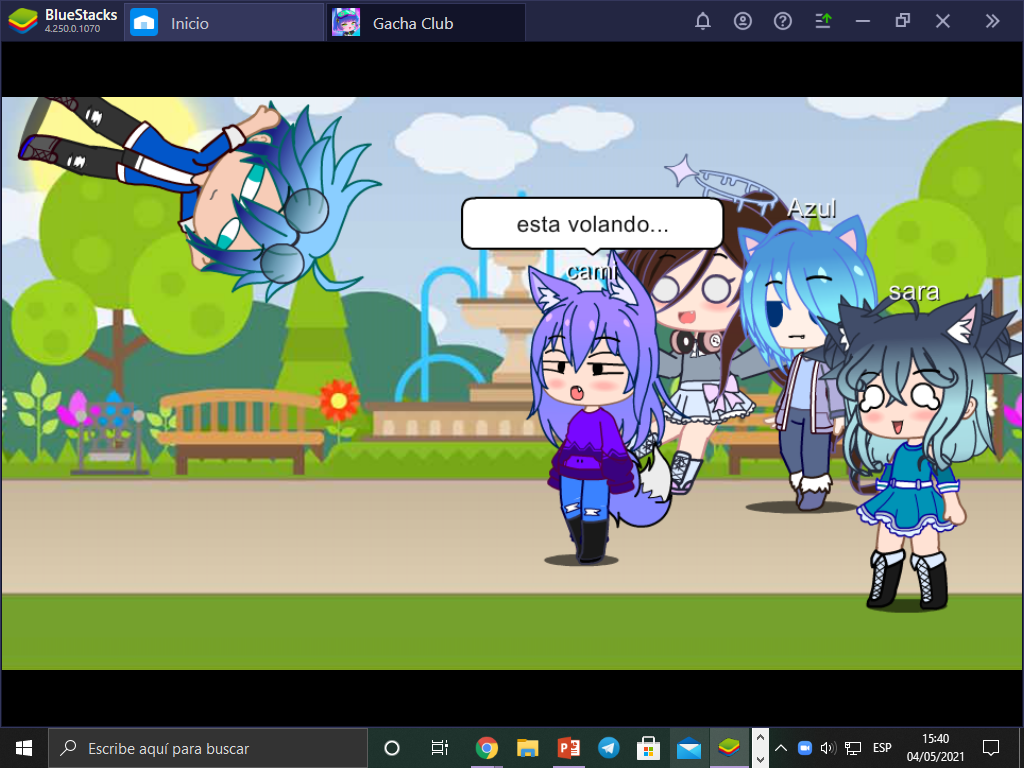 BlueStacks
4.250.0.1070
Inicio
Gacha Club
esta volando...
Azul
cami
sara
Escribe aquí para buscar
ESP
15:40
04/05/2021